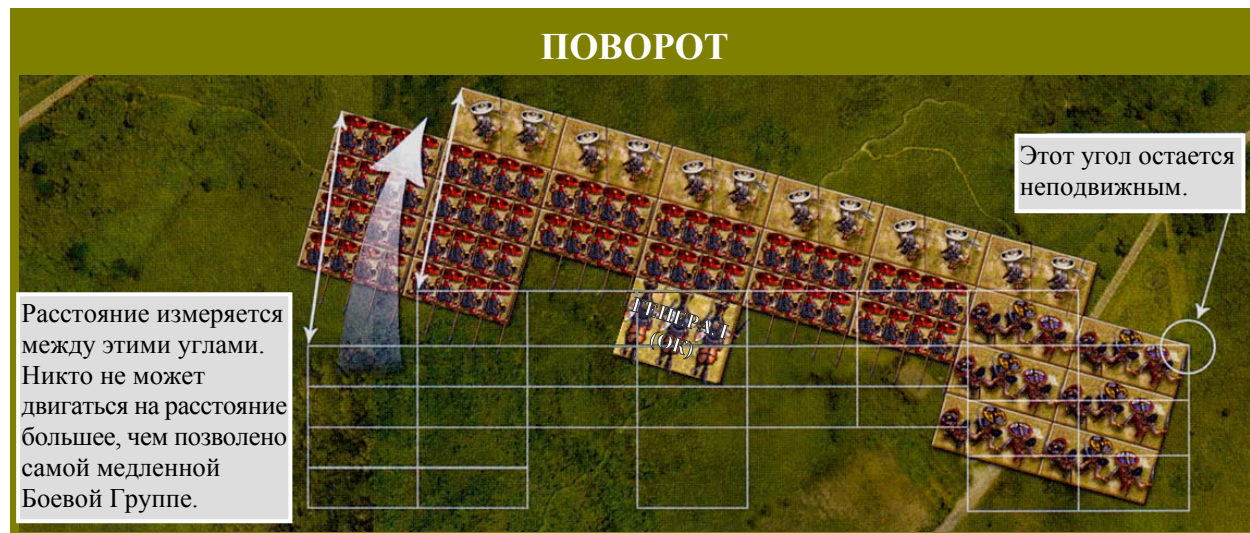 ПОВОРОТ
Этот угол остается
неподвижным.
Расстояние измеряется
между этими углами.
Никто не может
двигаться на расстояние
большее, чем позволено
самой медленной
Боевой Группе.
ГЕНЕРАЛ
(ОК)